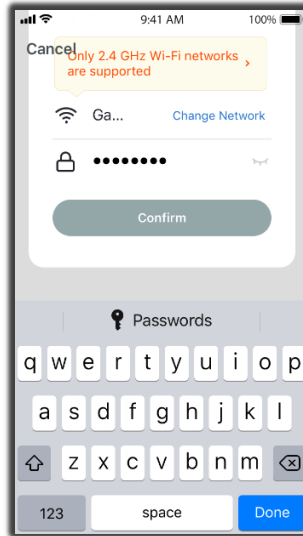 9:41 AM 100%
Cancel
Only 2.4 GHz Wi-Fi networks
are supported
Ga... Change Network
Confirm
Passwords
q w e r t y u i o p
a s d f g h j k l
z x c v b n m
123 space Done